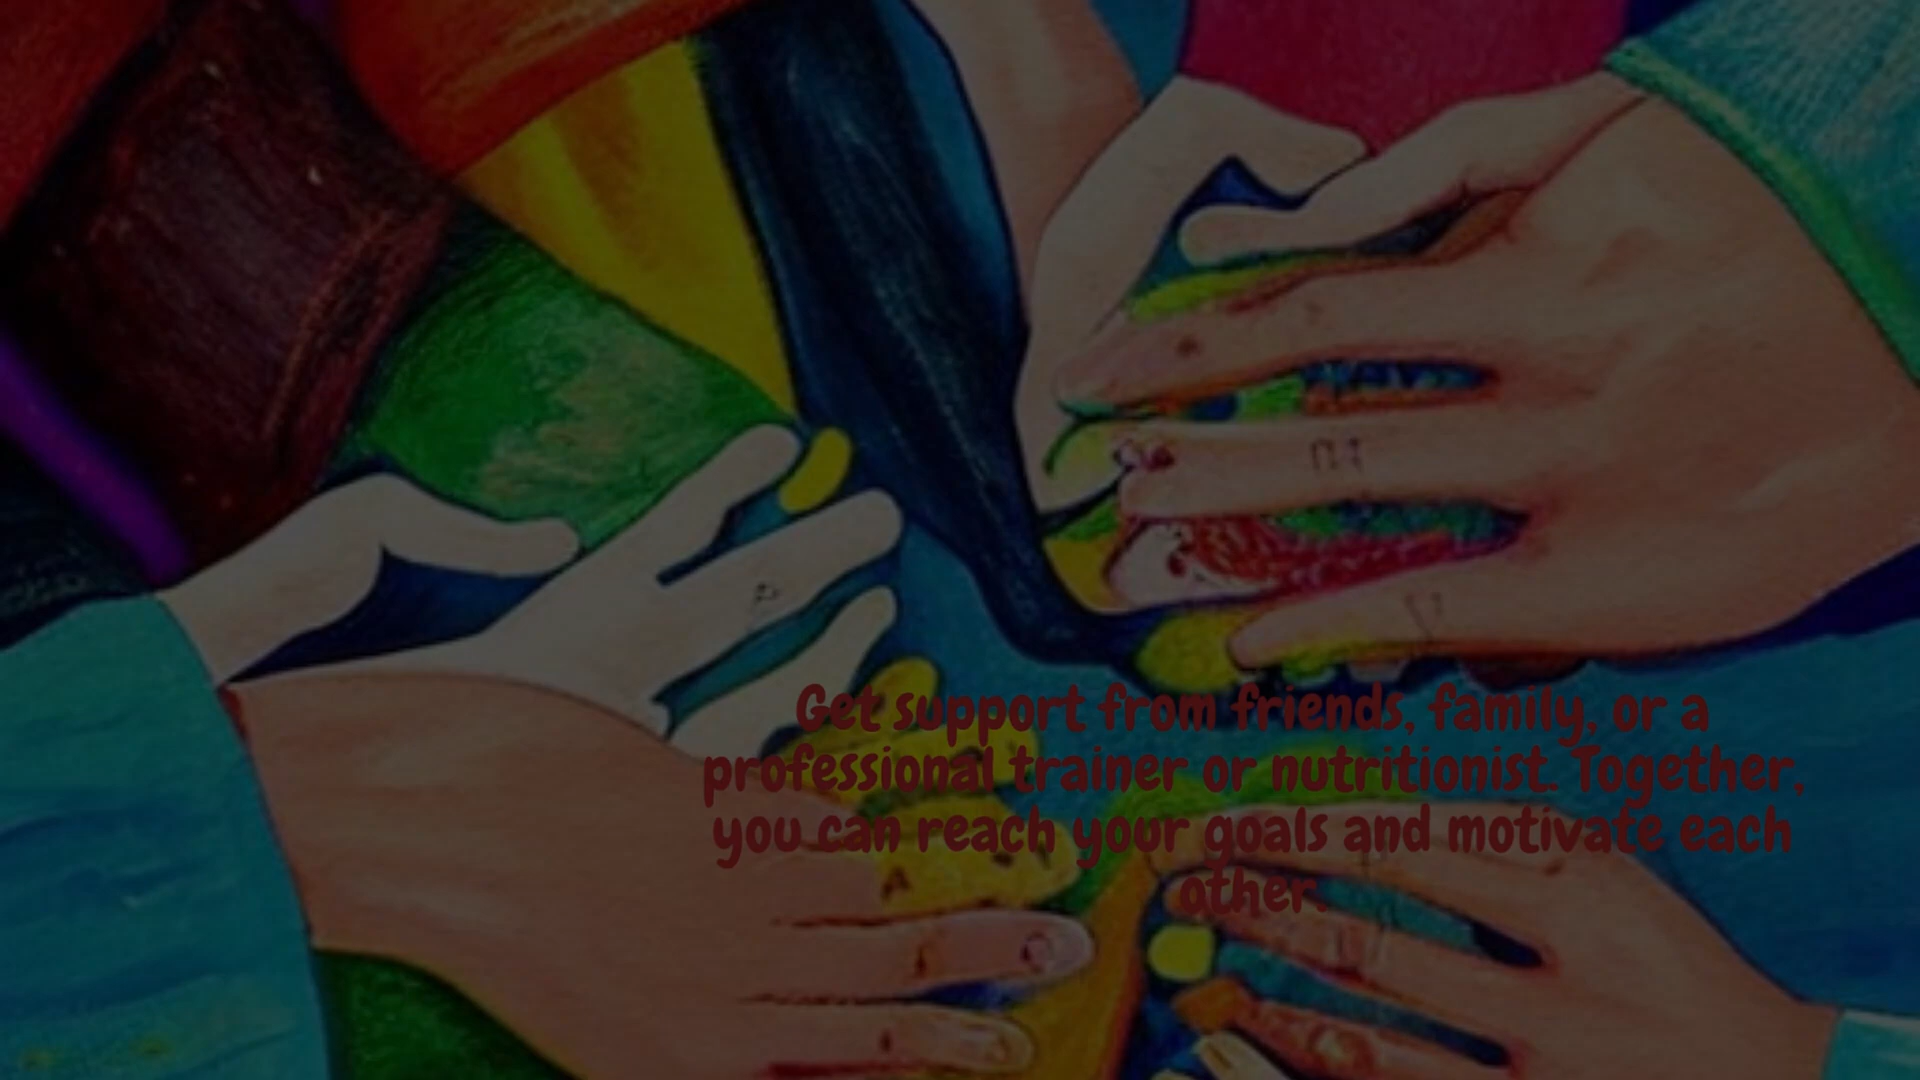 Get support from friends, family, or a
professional trainer or nutritionist. Together,
you can reach your goals and motivate each
other.